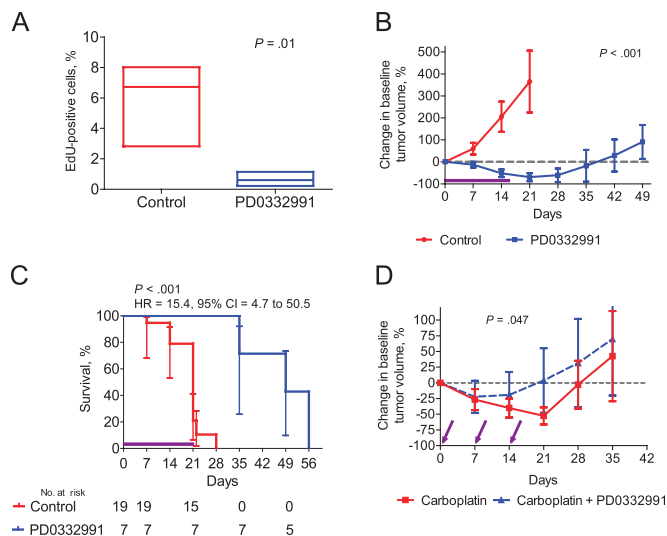 A
EdU-positive cells, %
10
8
6
4
2
0
P = .01
Control
PD0332991
B
Change in baseline
tumor volume, %
500
400
300
200
100
0
-100
P < .001
0 7 14 21 28 35 42 49
Days
Control PD0332991
C
P < .001
HR = 15.4, 95% CI = 4.7 to 50.5
Survival, %
100
80
60
40
20
0
0 7 14 21 28 35 42 49 56
Days
No. at risk
Control 19 19 15 0 0
PD0332991 7 7 7 7 5
D
Change in baseline
tumor volume, %
100
75
50
25
0
-25
-50
-75
-100
P = .047
0 7 14 21 28 35 42
Days
Carboplatin Carboplatin + PD0332991